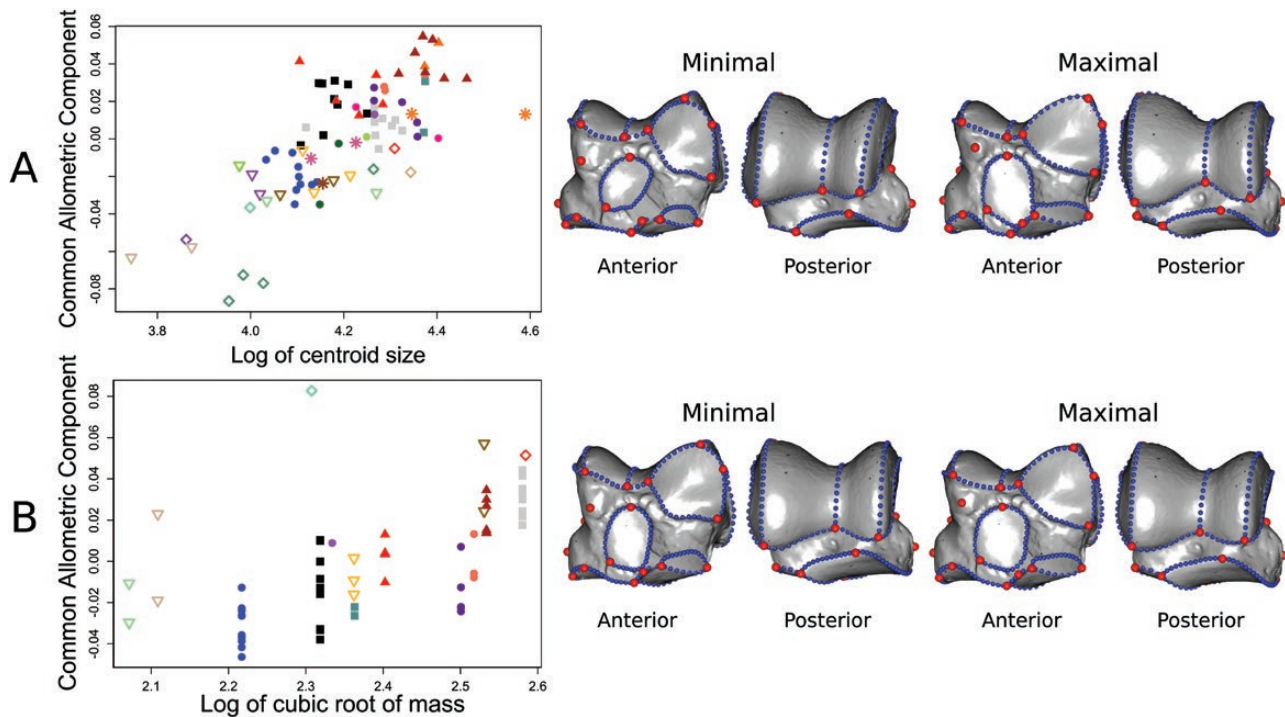 A
Common Allometric Component
0.06
0.04
0.02
0.00
-0.04
-0.08
3.8 4.0 4.2 4.4 4.6
Log of centroid size
Minimal Maximal
Anterior Posterior Anterior Posterior
B
Common Allometric Component
0.08
0.06
0.04
0.02
0.00
-0.02
-0.04
2.1 2.2 2.3 2.4 2.5 2.6
Log of cubic root of mass
Minimal Maximal
Anterior Posterior Anterior Posterior